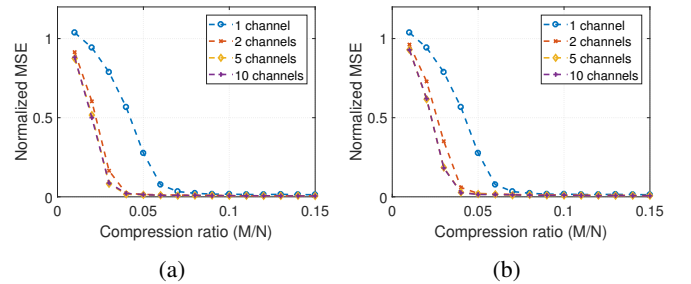 Normalized MSE
1
0.5
0
0
0.05
0.1
0.15
Compression ratio (M/N)
1 channel
2 channels
5 channels
10 channels
(a)
Normalized MSE
1
0.5
0
0
0.05
0.1
0.15
Compression ratio (M/N)
1 channel
2 channels
5 channels
10 channels
(b)